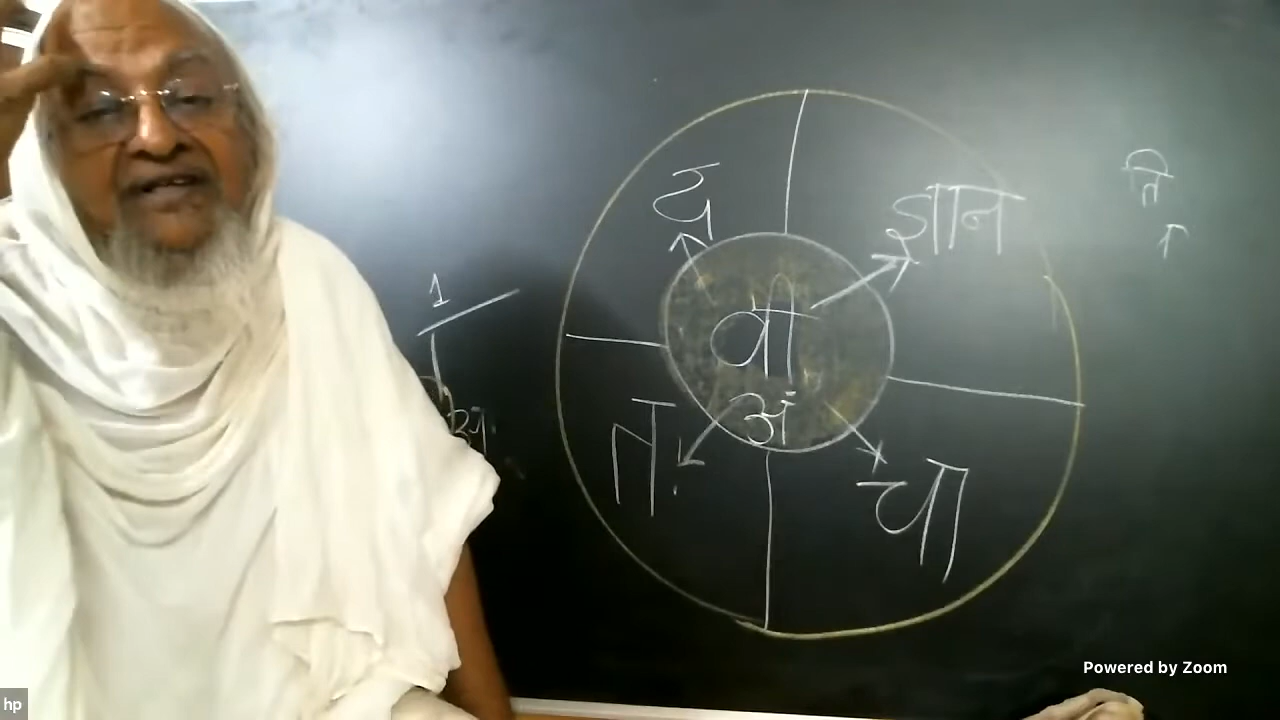 द
ज्ञान
नि
1
वी
अं
त
चा
Powered by Zoom
hp